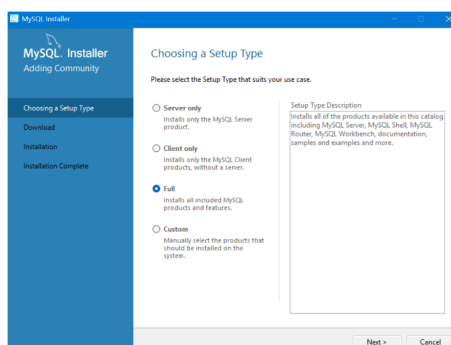 MySQL Installer
MySQL. Installer
Adding Community
Choosing a Setup Type
Download
Installation
Installation Complete
Choosing a Setup Type
Please select the Setup Type that suits your use case.
Server only
Installs only the MySQL Server
product.
Client only
Installs only the MySQL Client
products, without a server.
Full
Installs all included MySQL
products and features.
Custom
Manually select the products that
should be installed on the
system.
Setup Type Description
Installs all of the products available in this catalog
including MySQL Server, MySQL Shell, MySQL
Router, MySQL Workbench, documentation,
samples and examples and more.
Next >
Cancel